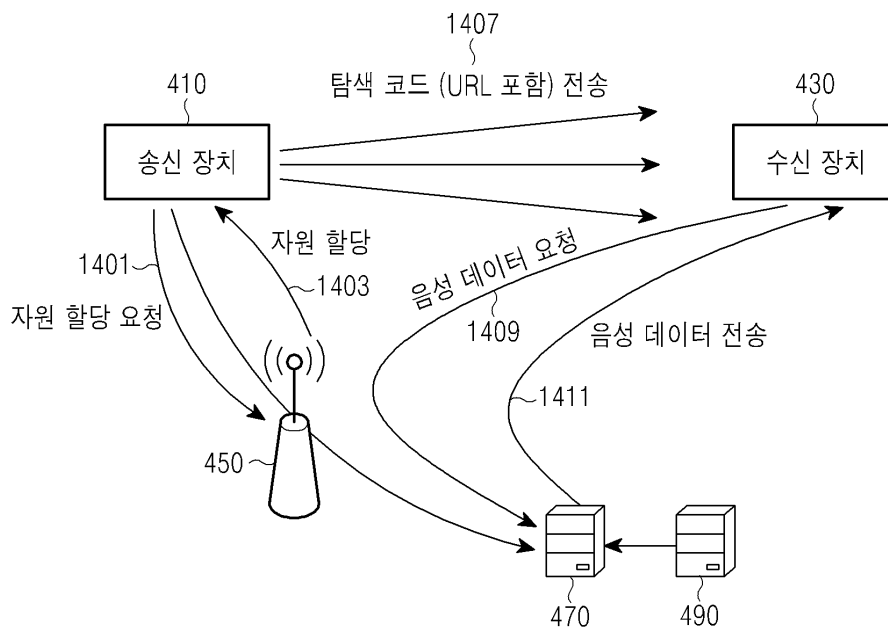 1407
410
탐색 코드 (URL 포함) 전송
430
송신 장치
수신 장치
자원 할당
1401
1403
음성 데이터 요청
자원 할당 요청
1409
음성 데이터 전송
1411
450
470
490